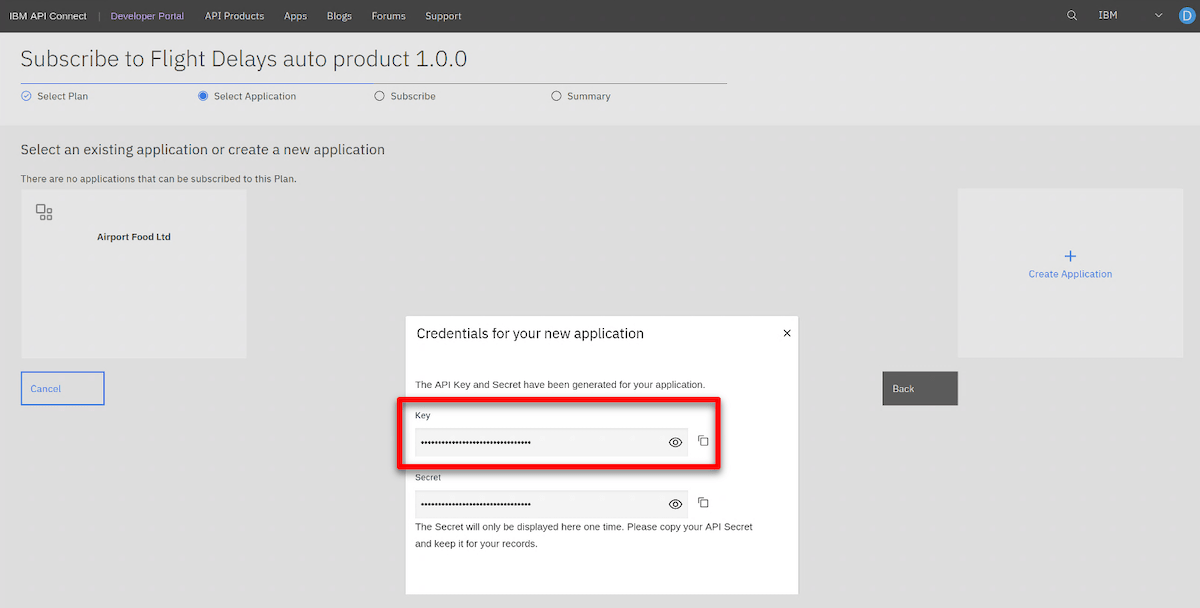 IBM API Connect | Developer Portal API Products Apps Blogs Forums Support IBM D
Subscribe to Flight Delays auto product 1.0.0
Select Plan Select Application Subscribe Summary
Select an existing application or create a new application
There are no applications that can be subscribed to this Plan.
Airport Food Ltd
+
Create Application
Credentials for your new application ×
Cancel
Back
The API Key and Secret have been generated for your application.
Key
••••••••••••••••••••••••••••••••
Secret
••••••••••••••••••••••••••••••••
The Secret will only be displayed here one time. Please copy your API Secret
and keep it for your records.